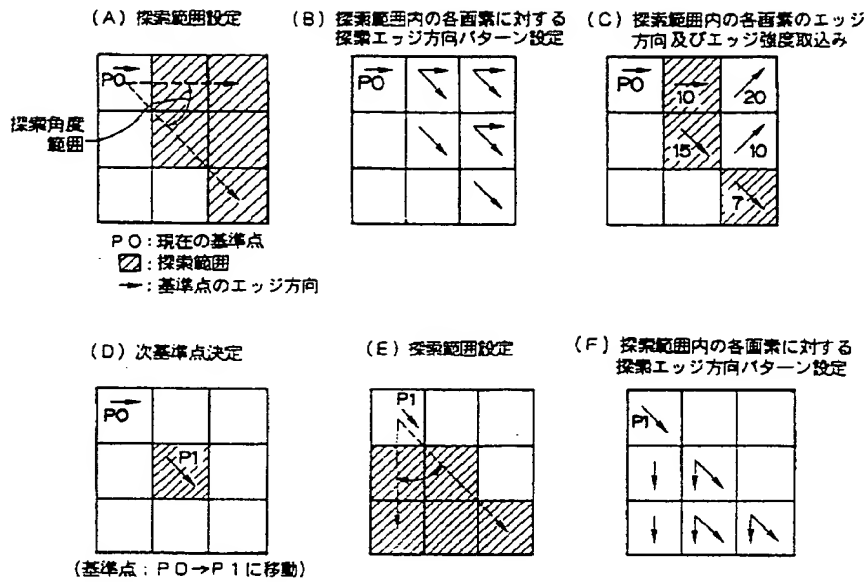 (A) 探索範囲設定
P0
探索角度
範囲
P0:現在の基準点
:探索範囲
→:基準点のエッジ方向
(B) 探索範囲内の各画素に対する
探索エッジ方向パターン設定
P0
(C) 探索範囲内の各画素のエッジ
方向及びエッジ強度取込み
P0
10
20
15
10
7
(D) 次基準点決定
P0
P1
(基準点:P0→P1に移動)
(E) 探索範囲設定
P1
(F) 探索範囲内の各画素に対する
探索エッジ方向パターン設定
P1